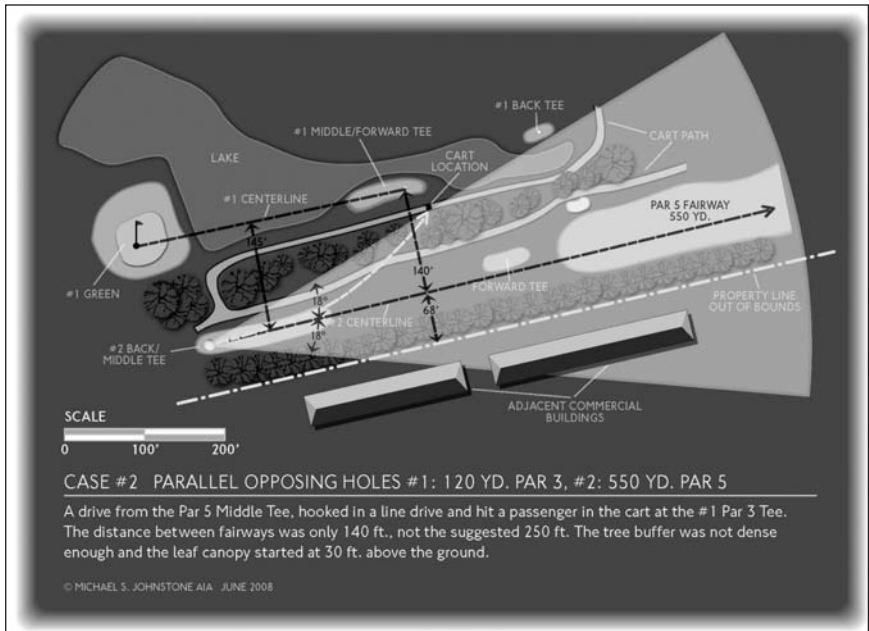 #1 BACK TEE
#1 MIDDLE/FORWARD TEE
CART PATH
LAKE
CART
LOCATION
#1 CENTERLINE
PAR 5 FAIRWAY
550 YD.
145'
140'
#1 GREEN
18°
FORWARD TEE
PROPERTY LINE
OUT OF BOUNDS
68'
#2 CENTERLINE
18°
#2 BACK/
MIDDLE TEE
ADJACENT COMMERCIAL
BUILDINGS
SCALE
0 100' 200'
CASE #2 PARALLEL OPPOSING HOLES #1: 120 YD. PAR 3, #2: 550 YD. PAR 5
A drive from the Par 5 Middle Tee, hooked in a line drive and hit a passenger in the cart at the #1 Par 3 Tee.
The distance between fairways was only 140 ft., not the suggested 250 ft. The tree buffer was not dense
enough and the leaf canopy started at 30 ft. above the ground.
© MICHAEL S. JOHNSTONE AIA JUNE 2008